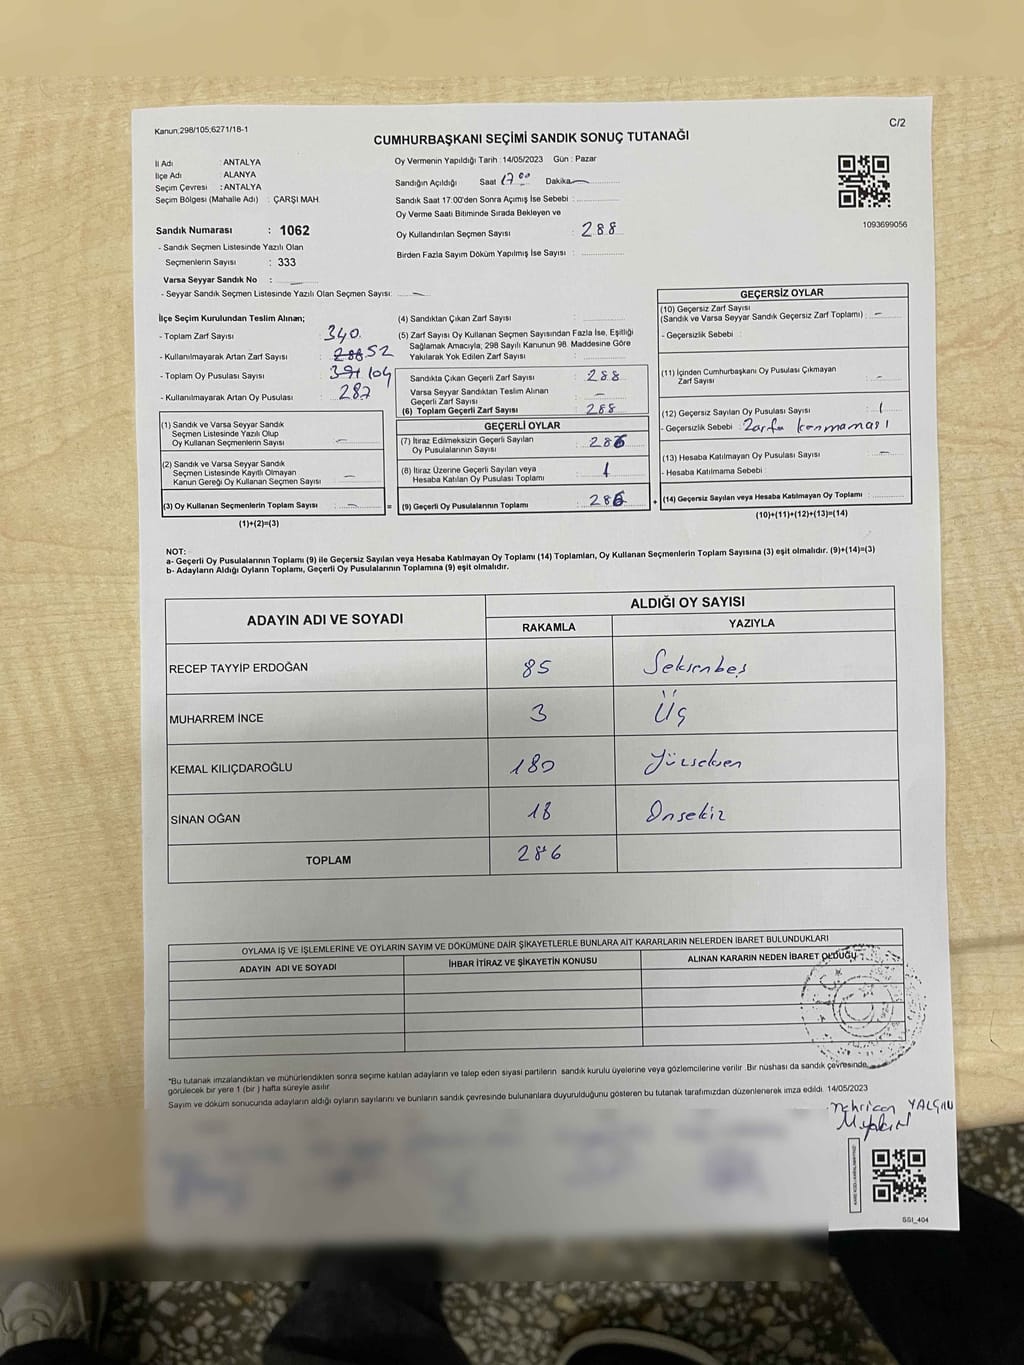 Kanun:298/105;6271/18-1
C/2
CUMHURBAŞKANI SEÇİMİ SANDIK SONUÇ TUTANAĞI
İl Adı : ANTALYA
İlçe Adı : ALANYA
Seçim Çevresi : ANTALYA
Seçim Bölgesi (Mahalle Adı) : ÇARŞI MAH.
Sandık Numarası : 1062
- Sandık Seçmen Listesinde Yazılı Olan
Seçmenlerin Sayısı : 333
Varsa Seyyar Sandık No :
- Seyyar Sandık Seçmen Listesinde Yazılı Olan Seçmen Sayısı:
Oy Vermenin Yapıldığı Tarih : 14/05/2023 Gün : Pazar
Sandığın Açıldığı Saat 17 00 Dakika
Sandık Saat 17:00'den Sonra Açımış İse Sebebi :
Oy Verme Saati Bitiminde Sırada Bekleyen ve
Oy Kullandırılan Seçmen Sayısı : 288
Birden Fazla Sayım Döküm Yapılmış İse Sayısı :
1093699056
İlçe Seçim Kurulundan Teslim Alınan;
- Toplam Zarf Sayısı : 340
- Kullanılmayarak Artan Zarf Sayısı : 288 52
- Toplam Oy Pusulası Sayısı : 391 104
- Kullanılmayarak Artan Oy Pusulası : 287
(1) Sandık ve Varsa Seyyar Sandık
Seçmen Listesinde Yazılı Olup
Oy Kullanan Seçmenlerin Sayısı : -
(2) Sandık ve Varsa Seyyar Sandık
Seçmen Listesinde Kayıtlı Olmayan
Kanun Gereği Oy Kullanan Seçmen Sayısı : -
(3) Oy Kullanan Seçmenlerin Toplam Sayısı : - =
(1)+(2)=(3)
(4) Sandıktan Çıkan Zarf Sayısı :
(5) Zarf Sayısı Oy Kullanan Seçmen Sayısından Fazla İse, Eşitliği
Sağlamak Amacıyla; 298 Sayılı Kanunun 98. Maddesine Göre
Yakılarak Yok Edilen Zarf Sayısı :
Sandıkta Çıkan Geçerli Zarf Sayısı : 288
Varsa Seyyar Sandıktan Teslim Alınan
Geçerli Zarf Sayısı : -
(6) Toplam Geçerli Zarf Sayısı : 288
GEÇERLİ OYLAR
(7) İtiraz Edilmeksizin Geçerli Sayılan
Oy Pusulalarının Sayısı : 286
(8) İtiraz Üzerine Geçerli Sayılan veya
Hesaba Katılan Oy Pusulası Toplamı : 1
(9) Geçerli Oy Pusulalarının Toplamı : 286 +
GEÇERSİZ OYLAR
(10) Geçersiz Zarf Sayısı
(Sandık ve Varsa Seyyar Sandık Geçersiz Zarf Toplamı) : -
- Geçersizlik Sebebi :
(11) İçinden Cumhurbaşkanı Oy Pusulası Çıkmayan
Zarf Sayısı : -
(12) Geçersiz Sayılan Oy Pusulası Sayısı : 1
- Geçersizlik Sebebi : Zarfa konmaması
(13) Hesaba Katılmayan Oy Pusulası Sayısı : -
- Hesaba Katılmama Sebebi :
(14) Geçersiz Sayılan veya Hesaba Katılmayan Oy Toplamı :
(10)+(11)+(12)+(13)=(14)
NOT:
a- Geçerli Oy Pusulalarının Toplamı (9) ile Geçersiz Sayılan veya Hesaba Katılmayan Oy Toplamı (14) Toplamları, Oy Kullanan Seçmenlerin Toplam Sayısına (3) eşit olmalıdır. (9)+(14)=(3)
b- Adayların Aldığı Oyların Toplamı, Geçerli Oy Pusulalarının Toplamına (9) eşit olmalıdır.
ADAYIN ADI VE SOYADI
ALDIĞI OY SAYISI
RAKAMLA YAZIYLA
RECEP TAYYİP ERDOĞAN 85 Seksenbeş
MUHARREM İNCE 3 Üç
KEMAL KILIÇDAROĞLU 180 Yüzseksen
SİNAN OĞAN 18 Onsekiz
TOPLAM 286
OYLAMA İŞ VE İŞLEMLERİNE VE OYLARIN SAYIM VE DÖKÜMÜNE DAİR ŞİKAYETLERLE BUNLARA AİT KARARLARIN NELERDEN İBARET BULUNDUKLARI
ADAYIN ADI VE SOYADI İHBAR İTİRAZ VE ŞİKAYETİN KONUSU ALINAN KARARIN NEDEN İBARET OLDUĞU
*Bu tutanak imzalandıktan ve mühürlendikten sonra seçime katılan adayların ve talep eden siyasi partilerin sandık kurulu üyelerine veya gözlemcilerine verilir .Bir nüshası da sandık çevresinde,
görülecek bir yere 1 (bir ) hafta süreyle asılır.
Sayım ve döküm sonucunda adayların aldığı oyların sayılarını ve bunların sandık çevresinde bulunanlara duyurulduğunu gösteren bu tutanak tarafımızdan düzenlenerek imza edildi. 14/05/2023
YALÇIN
SSI_404